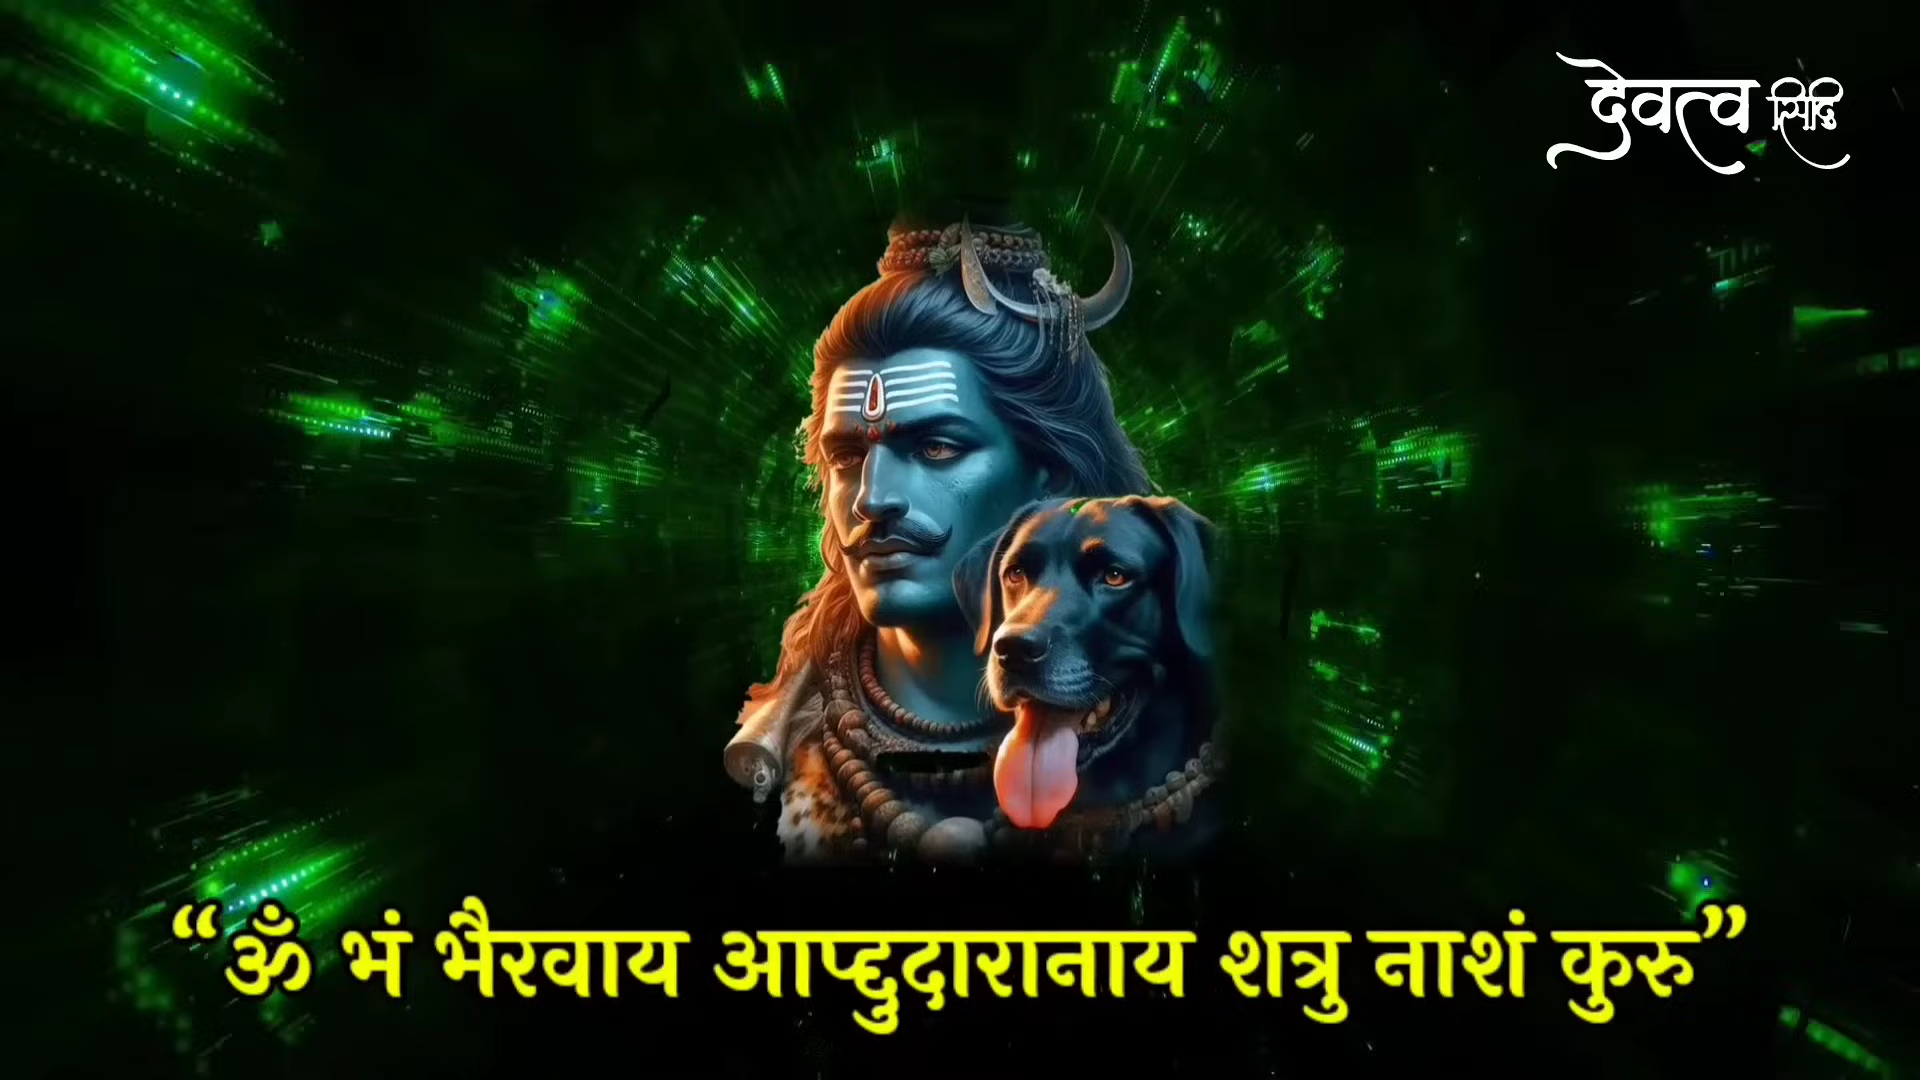 देवत्व सिद्धि
“ॐ भं भैरवाय आप्द्दुदारानाय शत्रु नाशं कुरु”